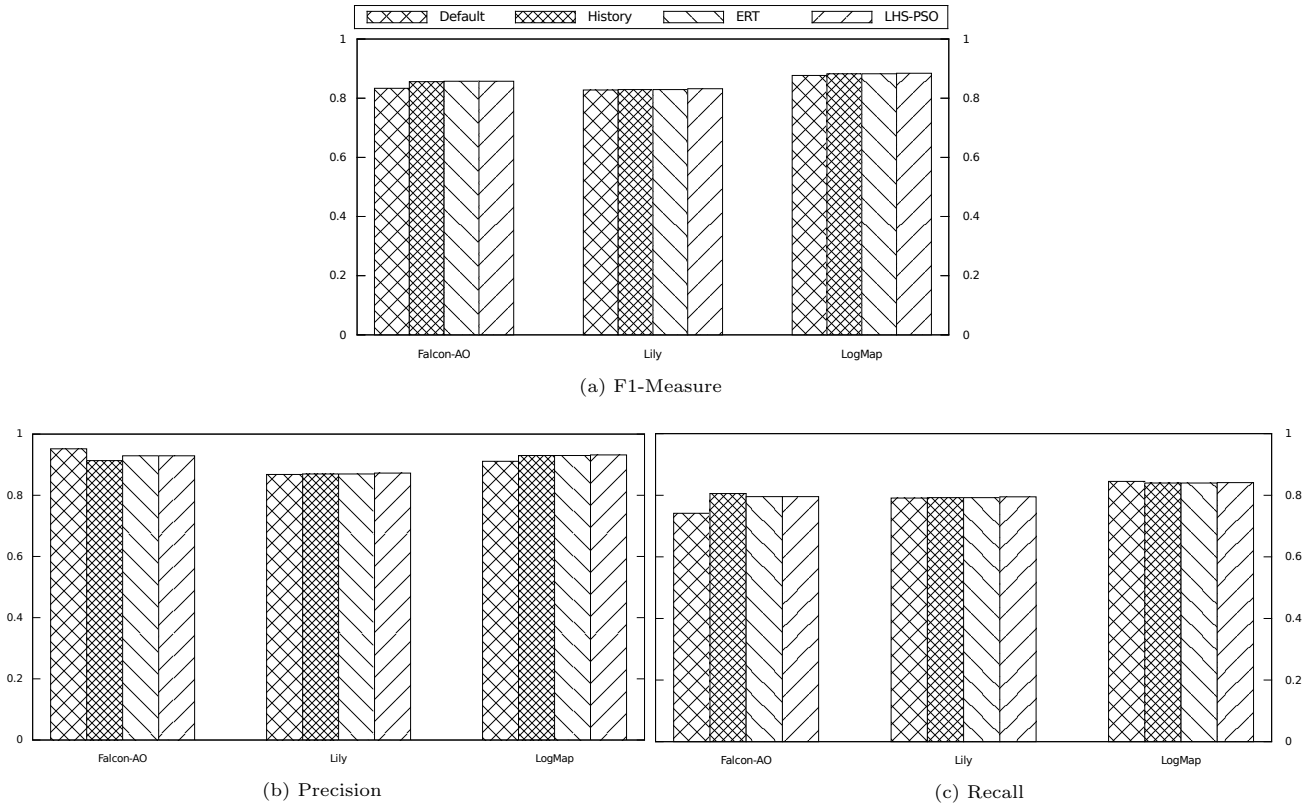 Default History ERT LHS-PSO
1 1
0.8 0.8
0.6 0.6
0.4 0.4
0.2 0.2
0 0
Falcon-AO Lily LogMap
(a) F1-Measure
1
0.8
0.6
0.4
0.2
0
Falcon-AO Lily LogMap
(b) Precision
1
0.8
0.6
0.4
0.2
0
Falcon-AO Lily LogMap
(c) Recall